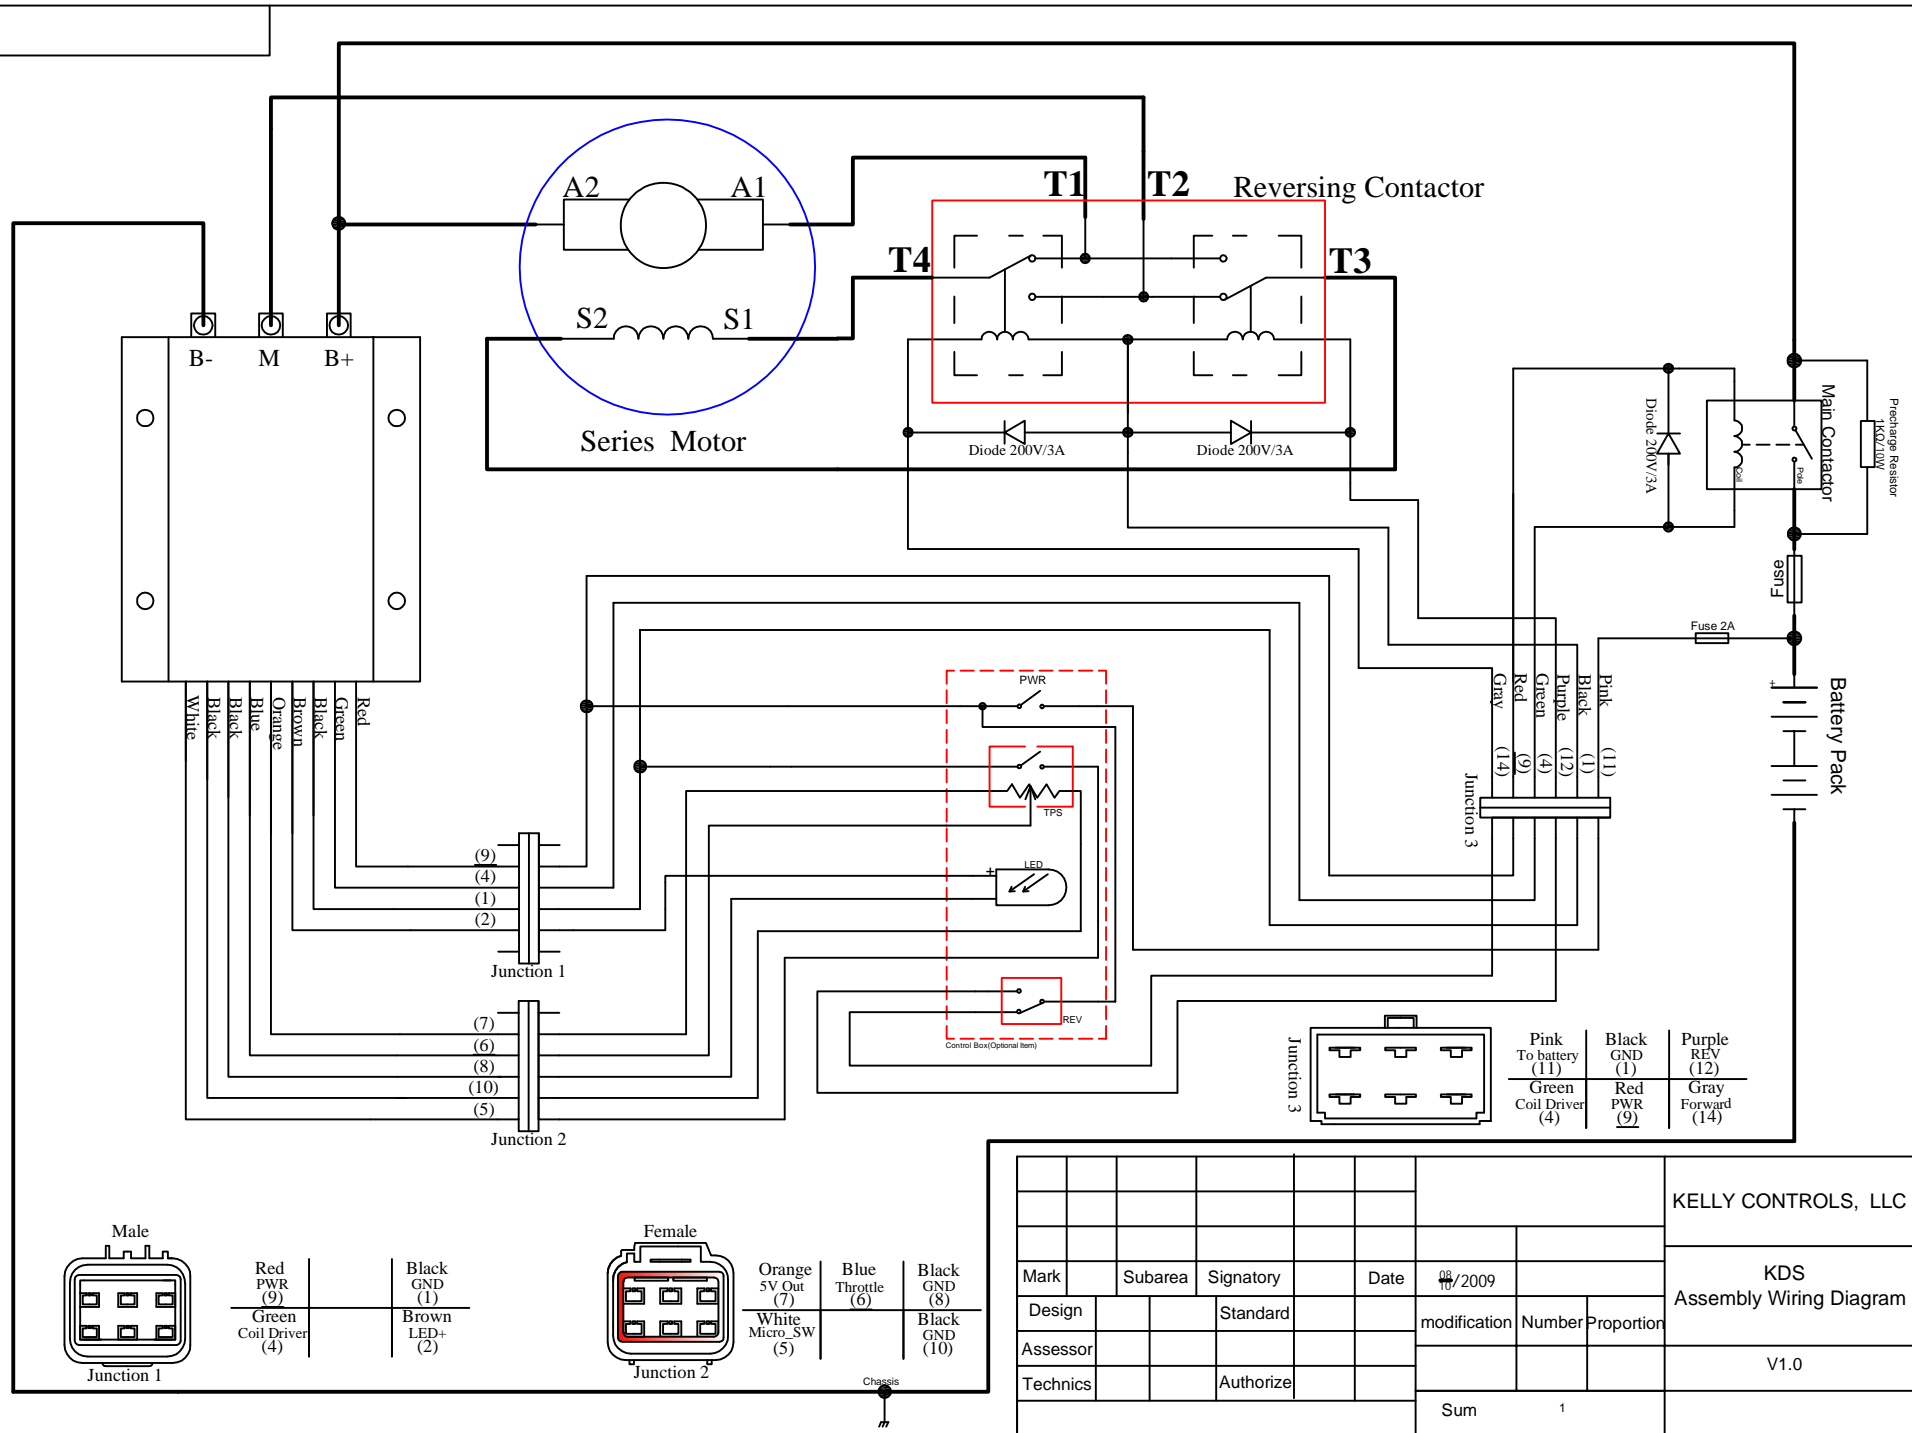 A2
A1
T1
T2
Reversing Contactor
T4
T3
S2
S1
B-
M
B+
Series Motor
Diode 200V/3A
Diode 200V/3A
Diode 200V/3A
Coil
Pole
Main Contactor
Precharge Resistor
1KΩ/10W
Fuse
Fuse 2A
+
Battery Pack
White
Black
Black
Blue
Orange
Brown
Black
Green
Red
PWR
TPS
+
LED
REV
Control Box(Optional Item)
Gray
Red
Green
Purple
Black
Pink
(14)
(9)
(4)
(12)
(1)
(11)
Junction 3
(9)
(4)
(1)
(2)
Junction 1
(7)
(6)
(8)
(10)
(5)
Junction 2
Junction 3
Pink
To battery
(11)
Black
GND
(1)
Purple
REV
(12)
Green
Coil Driver
(4)
Red
PWR
(9)
Gray
Forward
(14)
Male
Junction 1
Red
PWR
(9)
Black
GND
(1)
Green
Coil Driver
(4)
Brown
LED+
(2)
Female
Junction 2
Orange
5V Out
(7)
Blue
Throttle
(6)
Black
GND
(8)
White
Micro_SW
(5)
Black
GND
(10)
Chassis
KELLY CONTROLS, LLC
Mark
Subarea
Signatory
Date
/2009
KDS
Assembly Wiring Diagram
Design
Standard
modification
Number
Proportion
Assessor
V1.0
Technics
Authorize
Sum
1